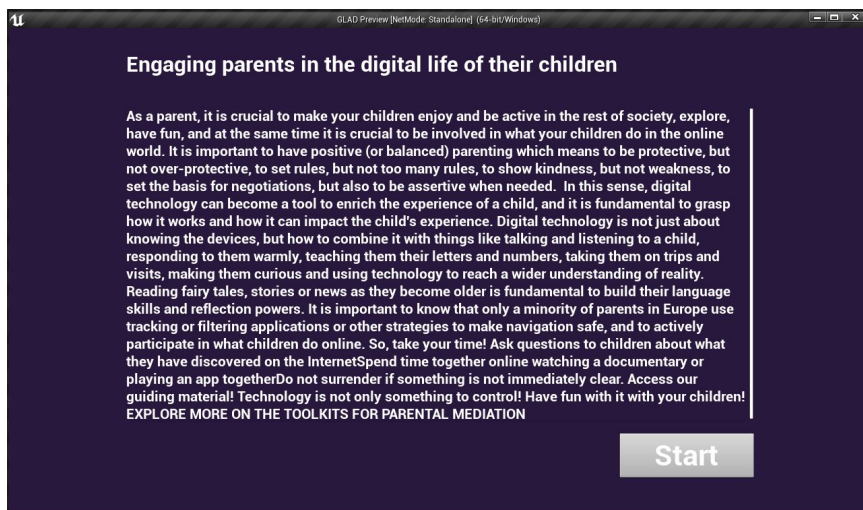 GLAD Preview [NetMode: Standalone] (64-bit/Windows)
Engaging parents in the digital life of their children
As a parent, it is crucial to make your children enjoy and be active in the rest of society, explore,
have fun, and at the same time it is crucial to be involved in what your children do in the online
world. It is important to have positive (or balanced) parenting which means to be protective, but
not over-protective, to set rules, but not too many rules, to show kindness, but not weakness, to
set the basis for negotiations, but also to be assertive when needed.  In this sense, digital
technology can become a tool to enrich the experience of a child, and it is fundamental to grasp
how it works and how it can impact the child's experience. Digital technology is not just about
knowing the devices, but how to combine it with things like talking and listening to a child,
responding to them warmly, teaching them their letters and numbers, taking them on trips and
visits, making them curious and using technology to reach a wider understanding of reality.
Reading fairy tales, stories or news as they become older is fundamental to build their language
skills and reflection powers. It is important to know that only a minority of parents in Europe use
tracking or filtering applications or other strategies to make navigation safe, and to actively
participate in what children do online. So, take your time! Ask questions to children about what
they have discovered on the InternetSpend time together online watching a documentary or
playing an app togetherDo not surrender if something is not immediately clear. Access our
guiding material! Technology is not only something to control! Have fun with it with your children!
EXPLORE MORE ON THE TOOLKITS FOR PARENTAL MEDIATION
Start